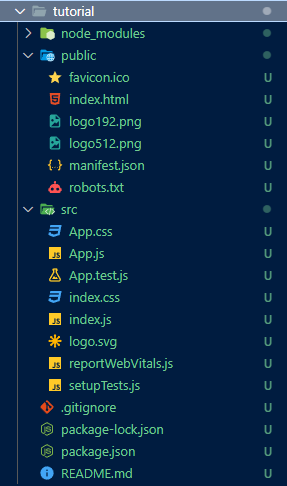 tutorial
node_modules
public
favicon.ico U
index.html U
logo192.png U
logo512.png U
manifest.json U
robots.txt U
src
App.css U
App.js U
App.test.js U
index.css U
index.js U
logo.svg U
reportWebVitals.js U
setupTests.js U
.gitignore U
package-lock.json U
package.json U
README.md U